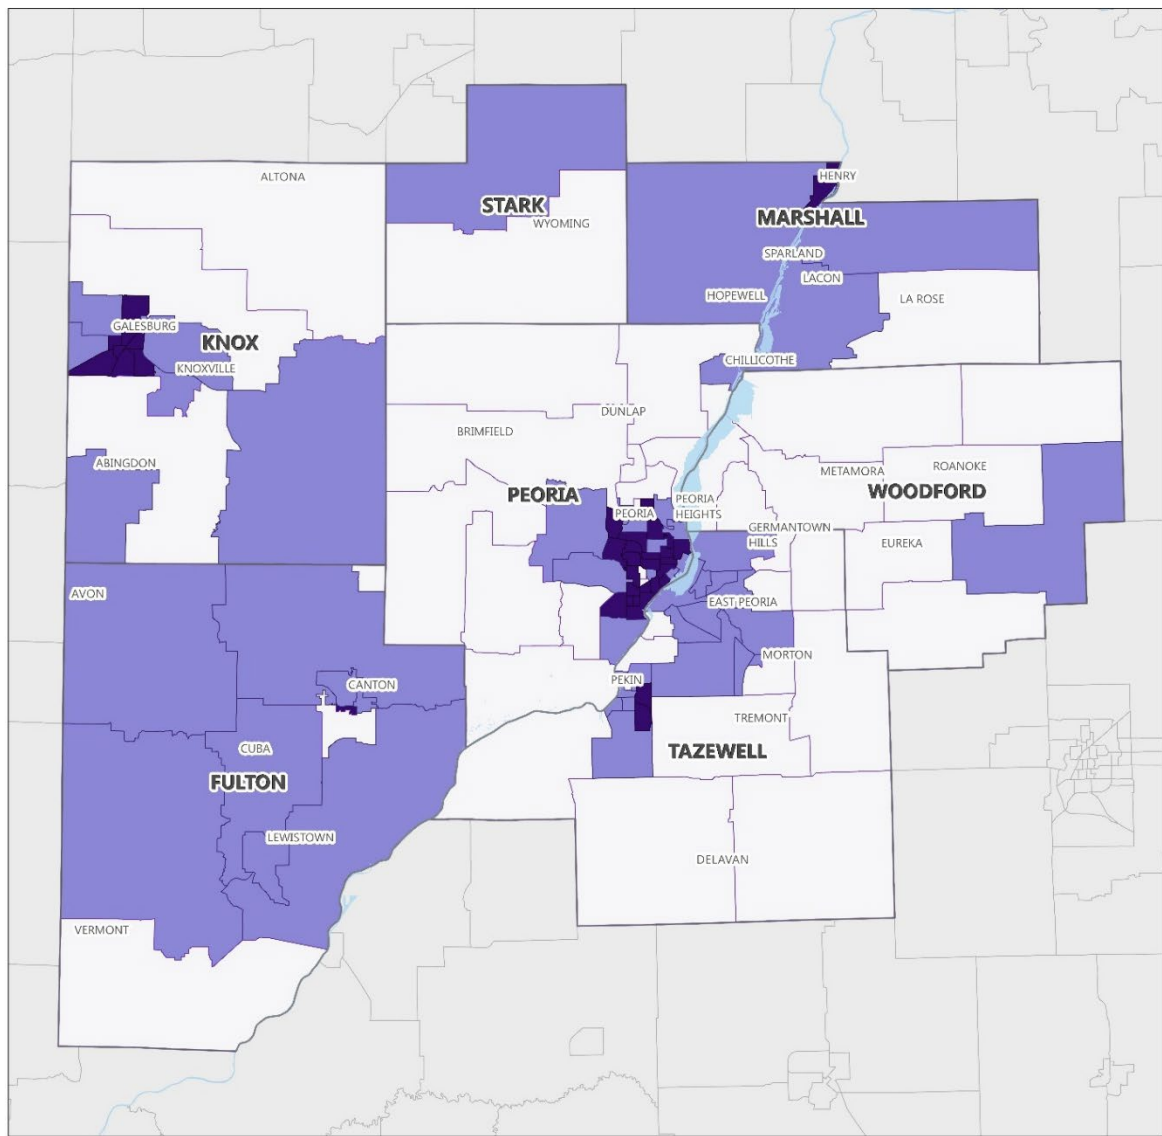 ALTONA
HENRY
STARK
MARSHALL
WYOMING
SPARLAND
LACON
HOPEWELL
LA ROSE
GALESBURG
KNOX
KNOXVILLE
CHILLICOTHE
DUNLAP
BRIMFIELD
ABINGDON
METAMORA
ROANOKE
PEORIA
WOODFORD
PEORIA
HEIGHTS
PEORIA
GERMANTOWN
HILLS
EUREKA
AVON
EAST PEORIA
MORTON
CANTON
PEKIN
TREMONT
CUBA
TAZEWELL
FULTON
LEWISTOWN
DELAVAN
VERMONT